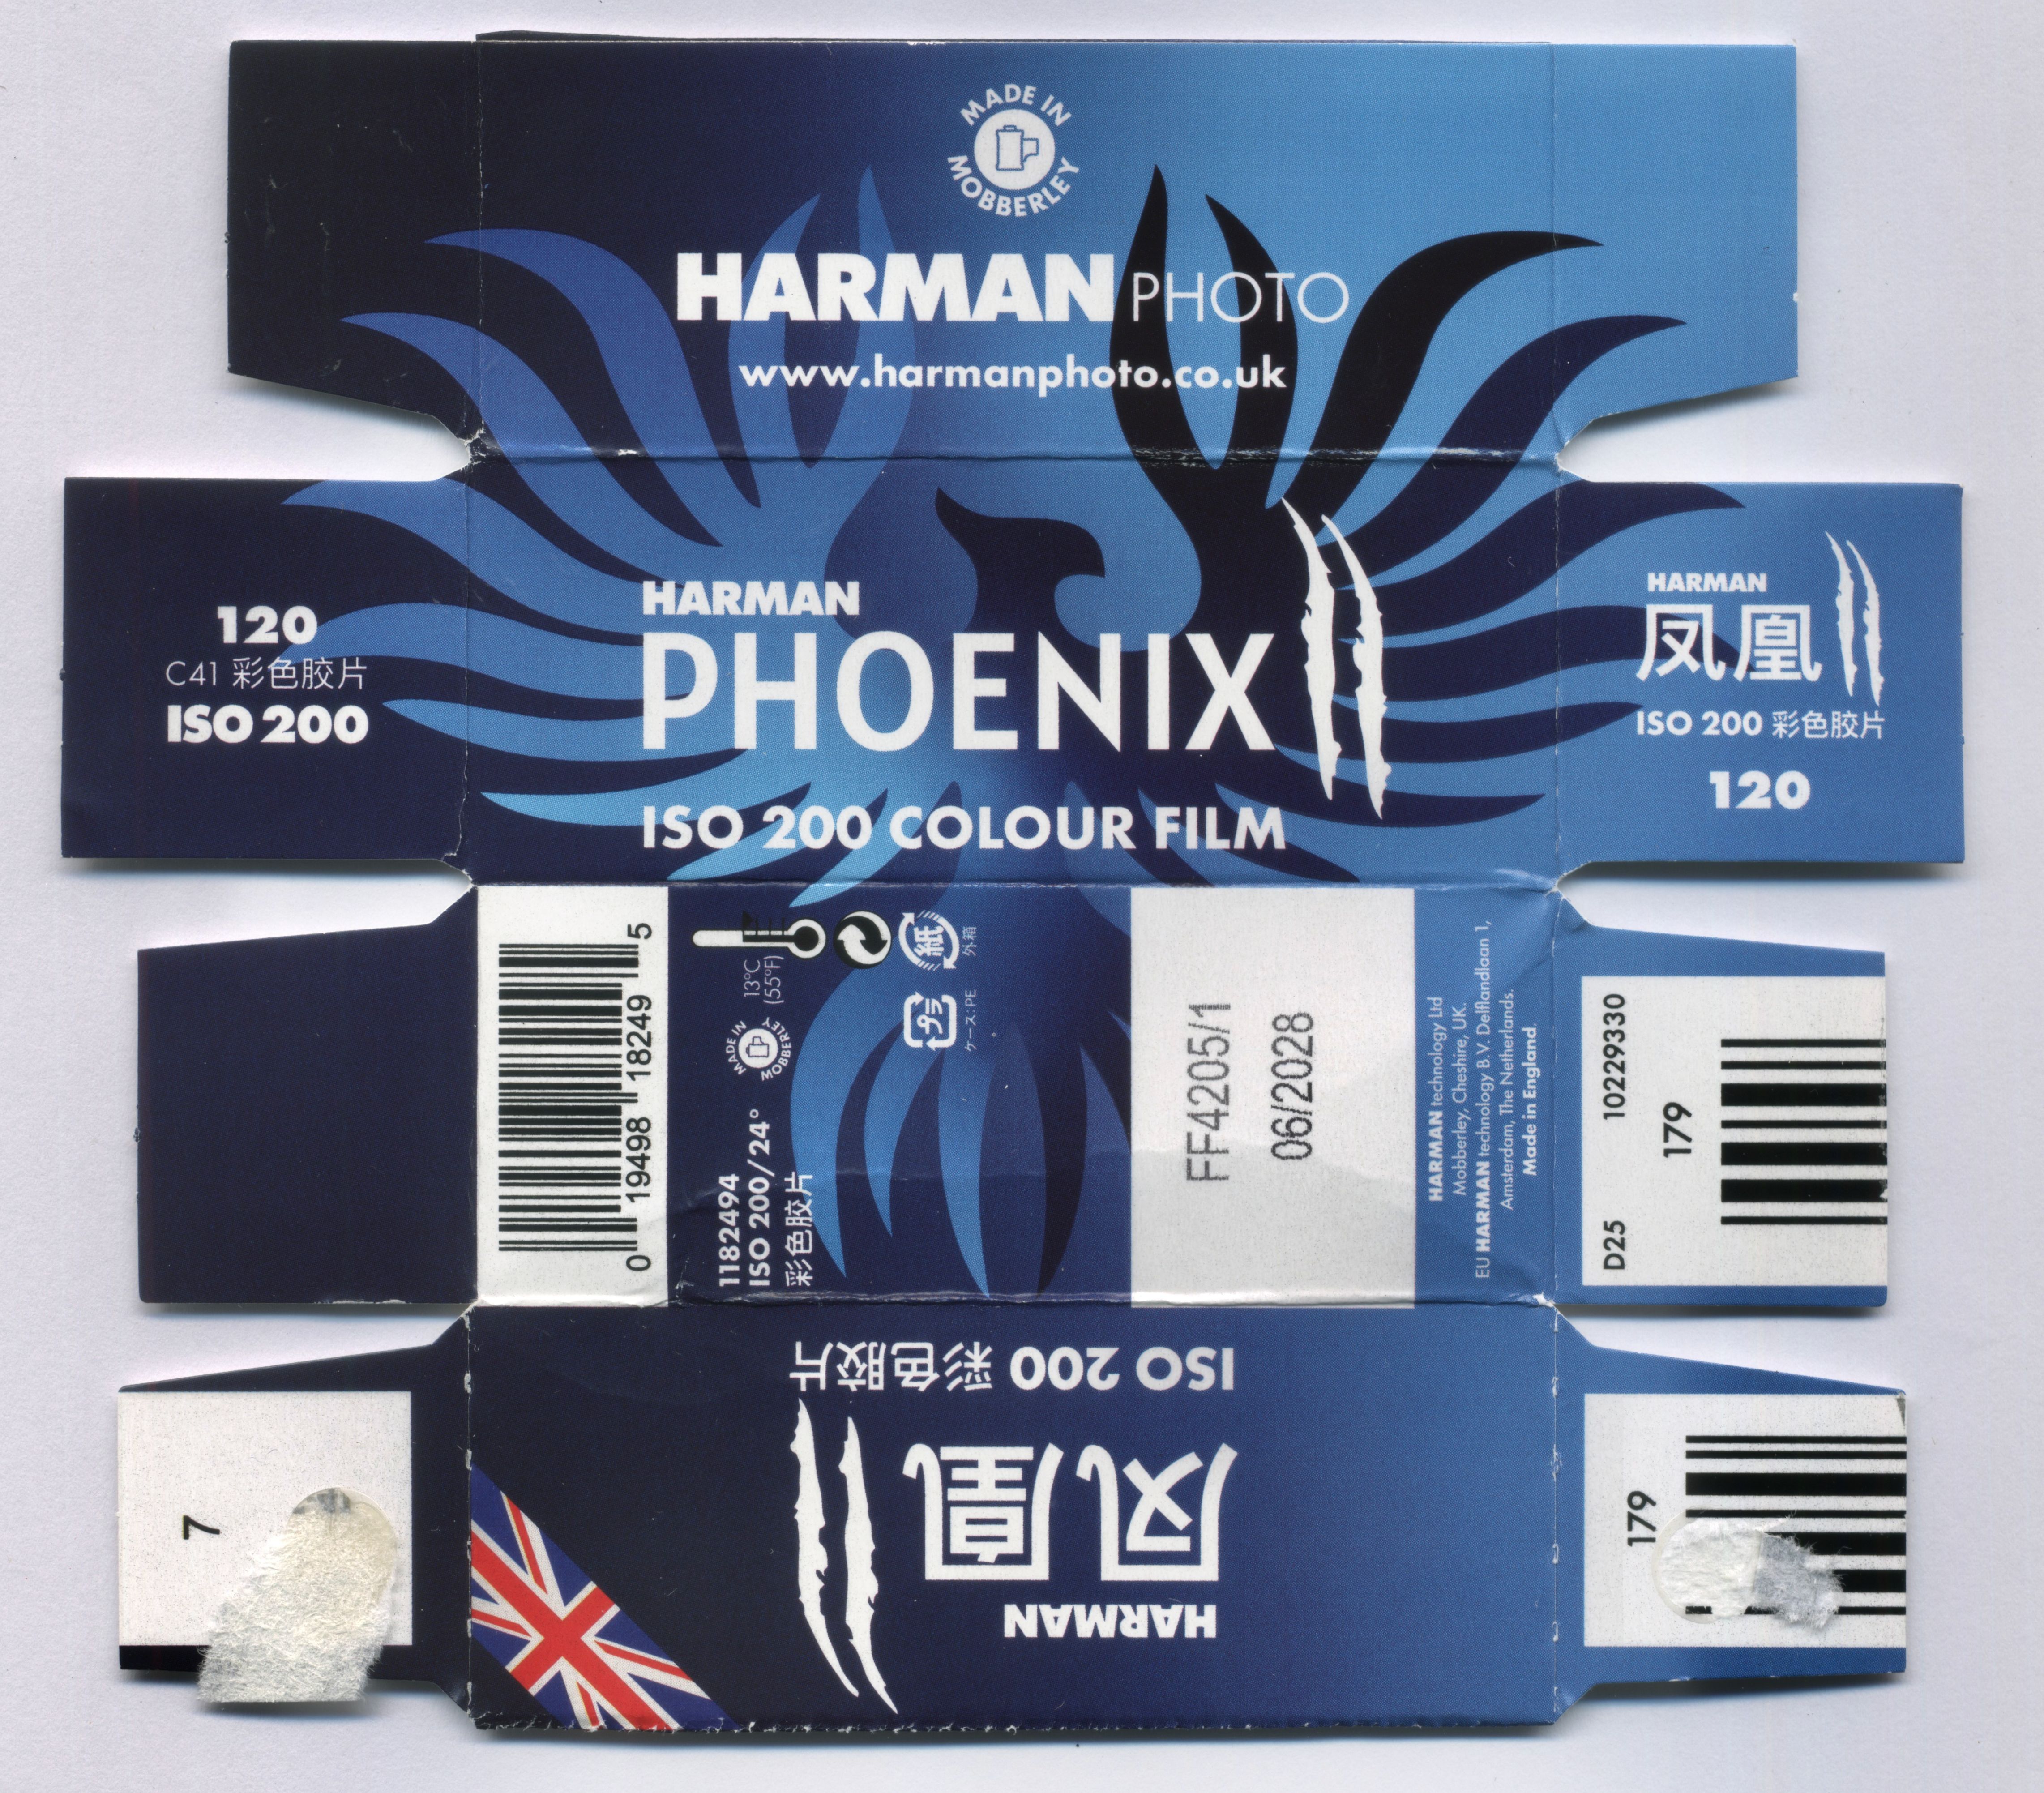 MADE IN
MOBBERLEY
HARMAN PHOTO
www.harmanphoto.co.uk
120
C41 彩色胶片
ISO 200
HARMAN
PHOENIX II
ISO 200 COLOUR FILM
HARMAN
凤凰 II
ISO 200 彩色胶片
120
0 19498 18249 5
1182494
ISO 200/24°
彩色胶片
MADE IN
MOBBERLEY
13°C
(55°F)
紙
外箱
プラ
ケース:PE
FF4205/1
06/2028
HARMAN technology Ltd
Mobberley, Cheshire, UK.
EU HARMAN technology B.V. Delflandlaan 1,
Amsterdam, The Netherlands.
Made in England.
D25 10229330
179
7
HARMAN
凤凰 II
ISO 200 彩色胶片
179